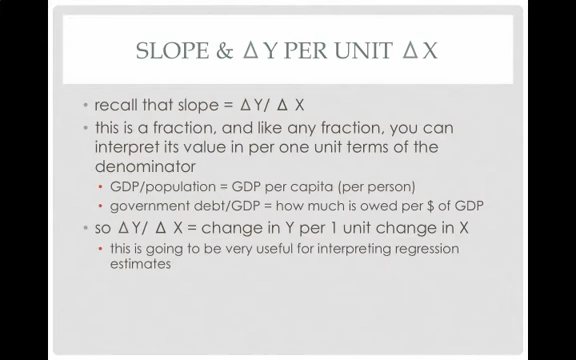 SLOPE & Δ Y PER UNIT Δ X
• recall that slope = Δ Y/ Δ X
• this is a fraction, and like any fraction, you can
interpret its value in per one unit terms of the
denominator
• GDP/population = GDP per capita (per person)
• government debt/GDP = how much is owed per $ of GDP
• so Δ Y/ Δ X = change in Y per 1 unit change in X
• this is going to be very useful for interpreting regression
estimates